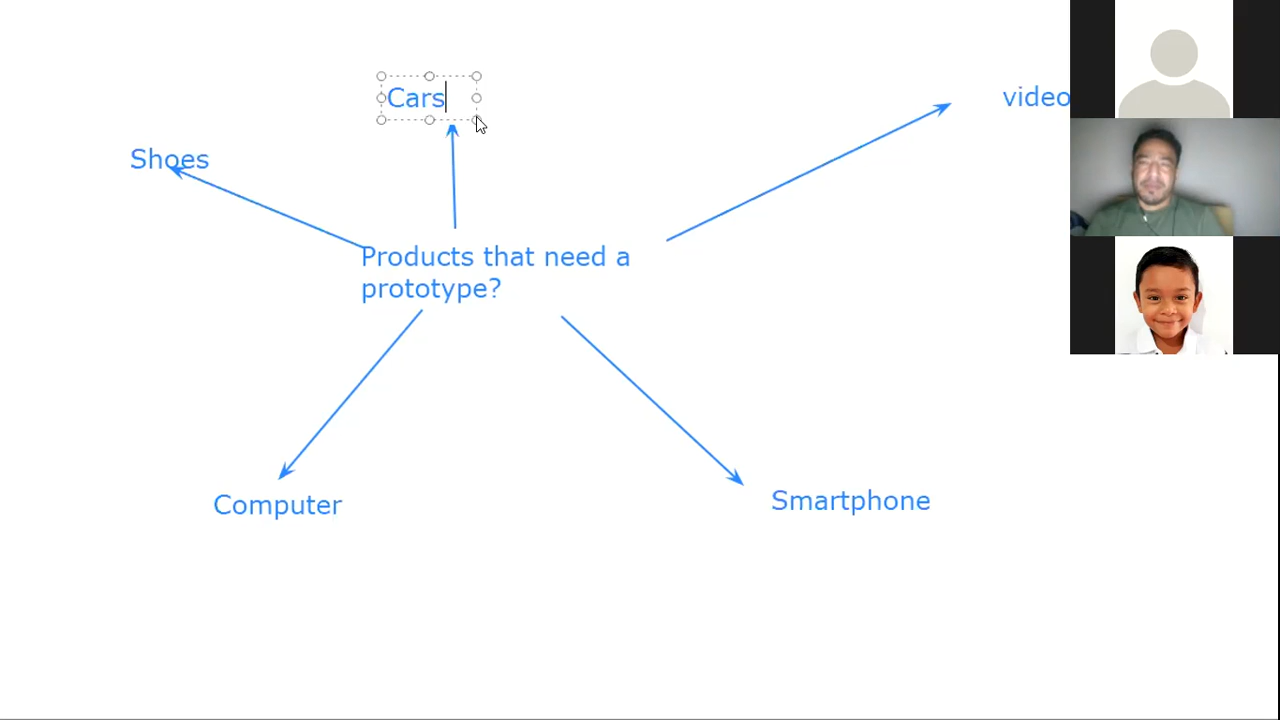 Cars
video
Shoes
Products that need a
prototype?
Computer
Smartphone